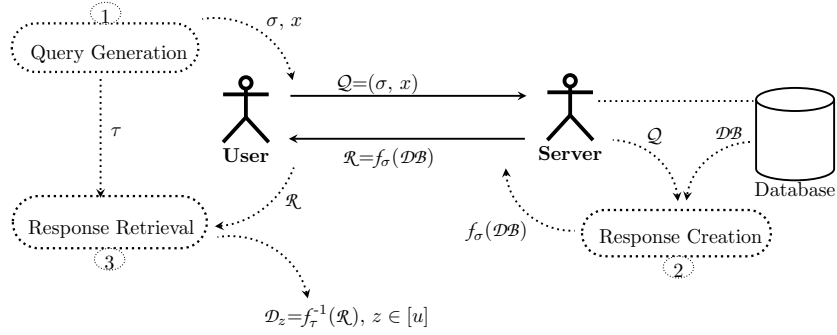 1
Query Generation
σ, x
τ
Q=(σ, x)
User
R=f_σ(DB)
Server
Q
DB
Database
Response Retrieval
3
R
f_σ(DB)
Response Creation
2
D_z=f_τ^{-1}(R), z ∈ [u]